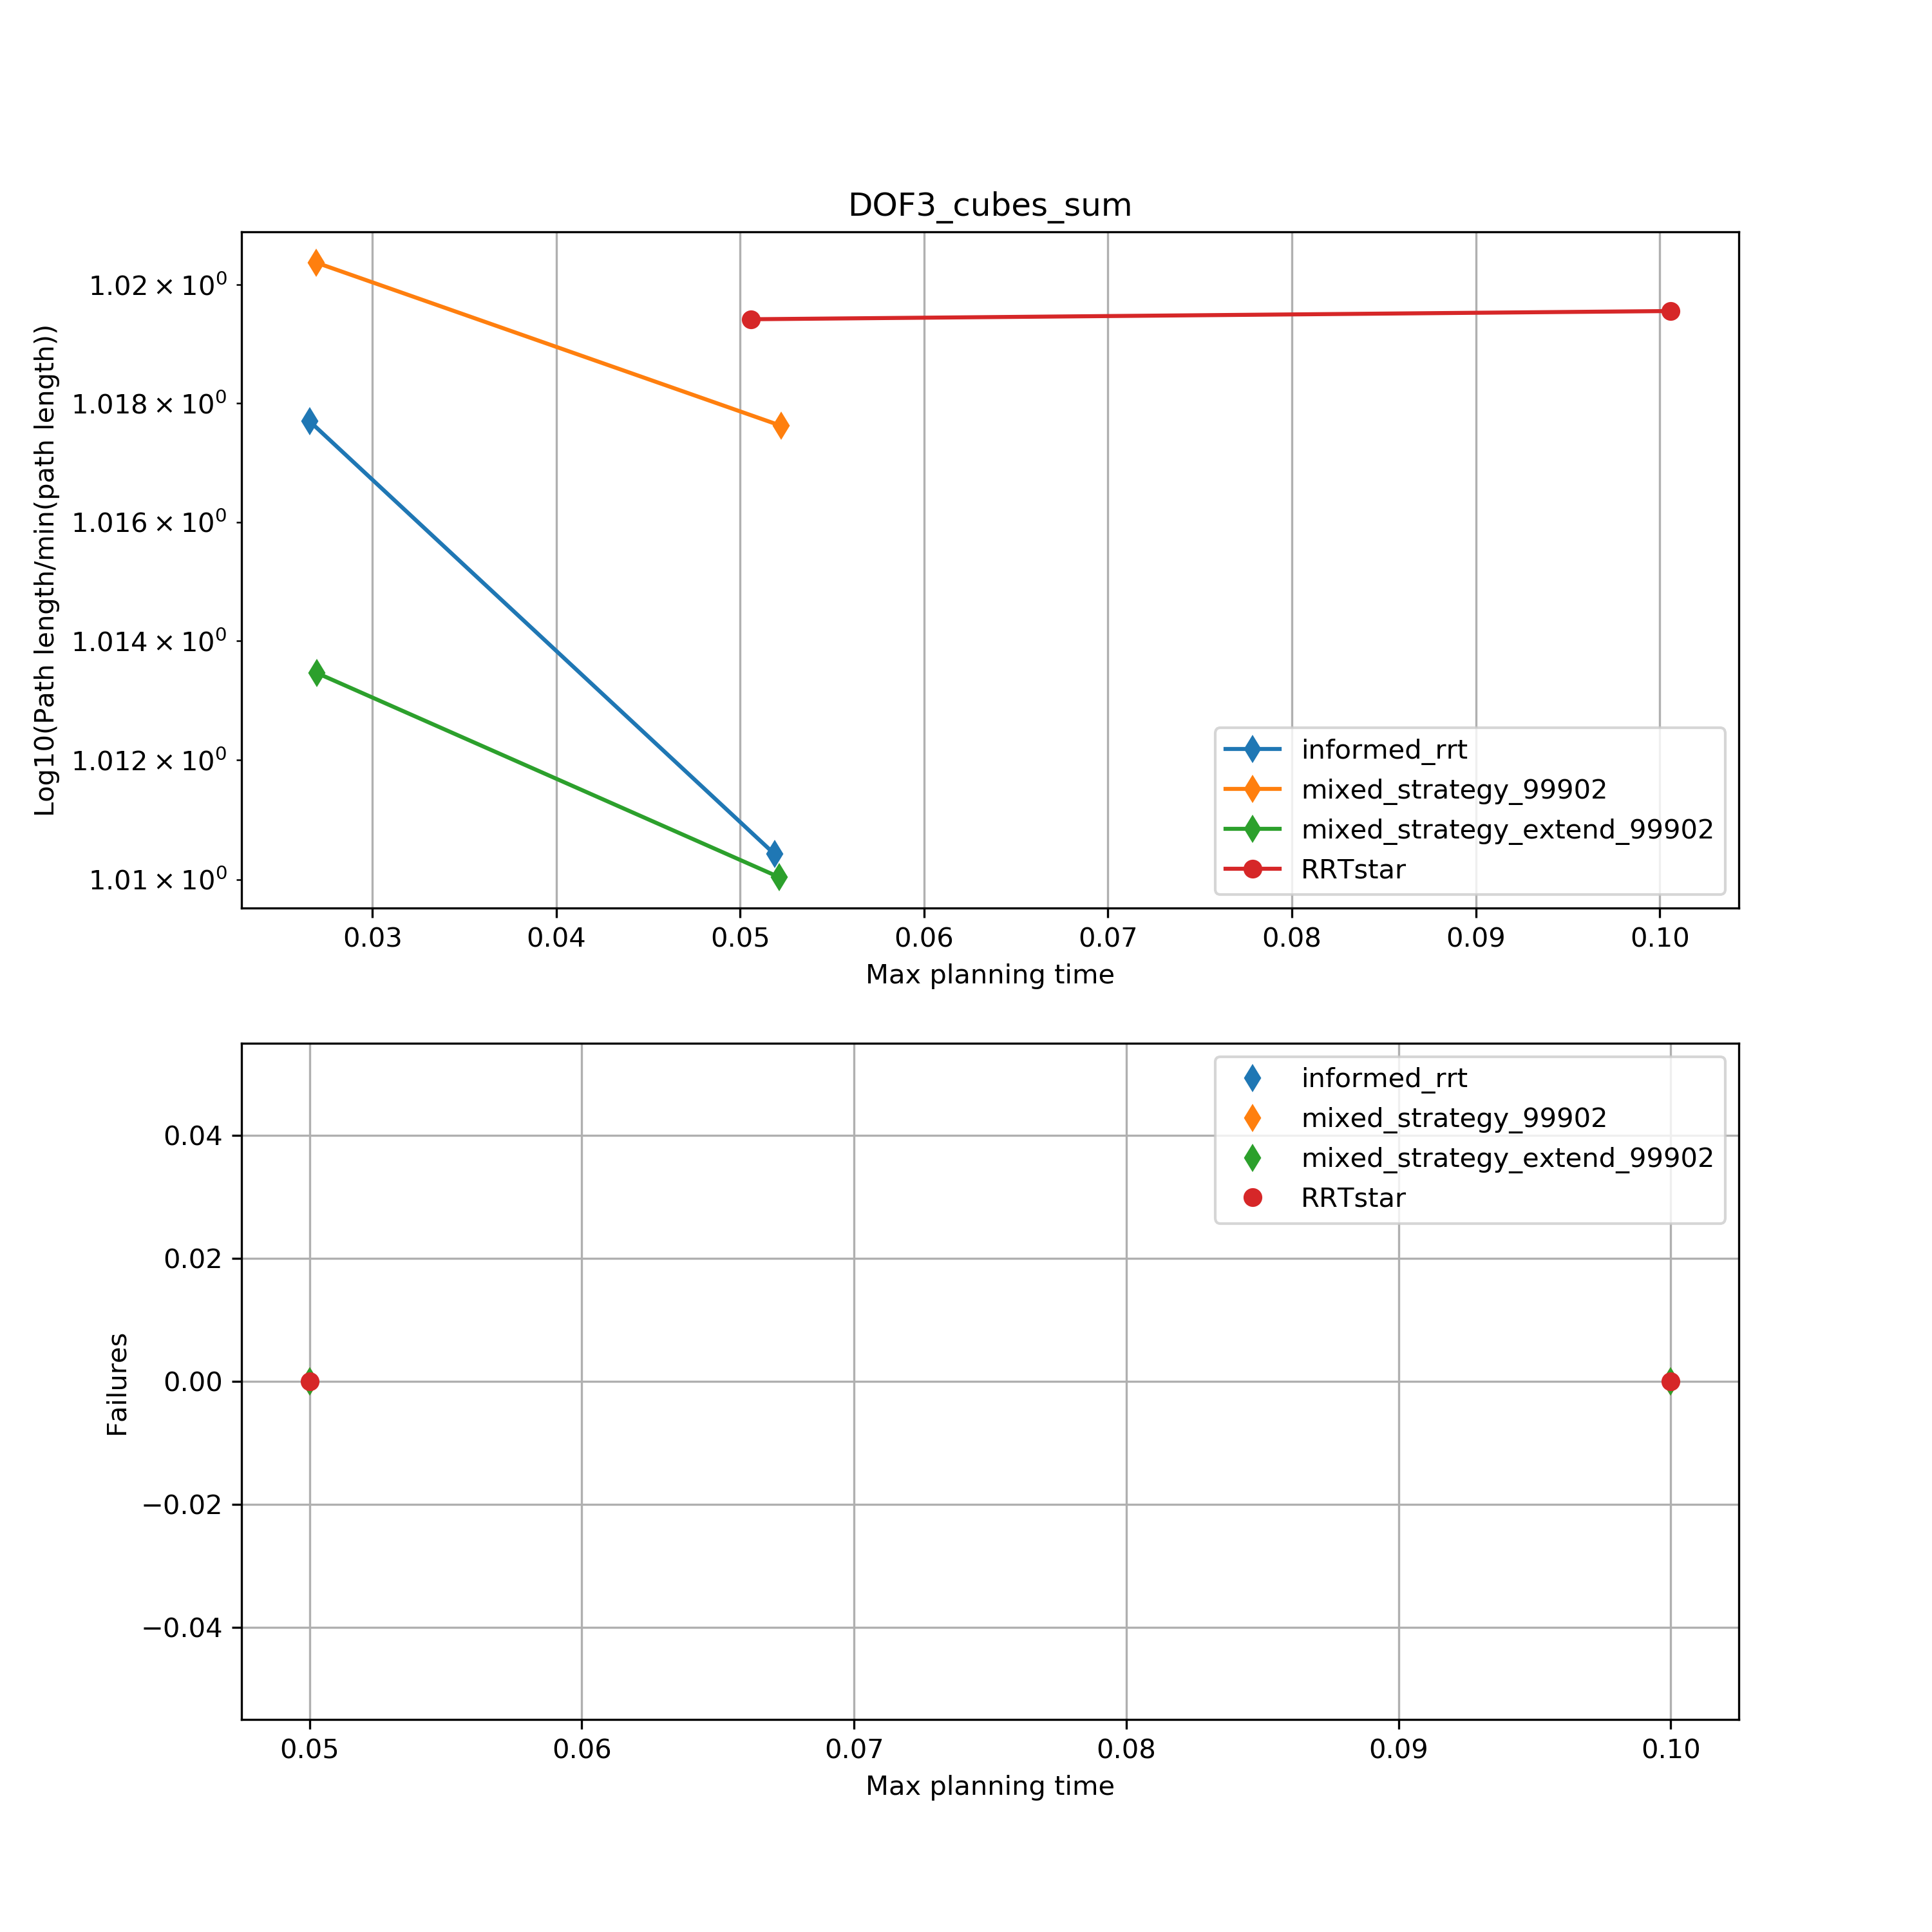 DOF3_cubes_sum
Log10(Path length/min(path length))
1.02 × 10⁰
1.018 × 10⁰
1.016 × 10⁰
1.014 × 10⁰
1.012 × 10⁰
1.01 × 10⁰
informed_rrt
mixed_strategy_99902
mixed_strategy_extend_99902
RRTstar
0.03 0.04 0.05 0.06 0.07 0.08 0.09 0.10
Max planning time
Failures
0.04
0.02
0.00
−0.02
−0.04
informed_rrt
mixed_strategy_99902
mixed_strategy_extend_99902
RRTstar
0.05 0.06 0.07 0.08 0.09 0.10
Max planning time